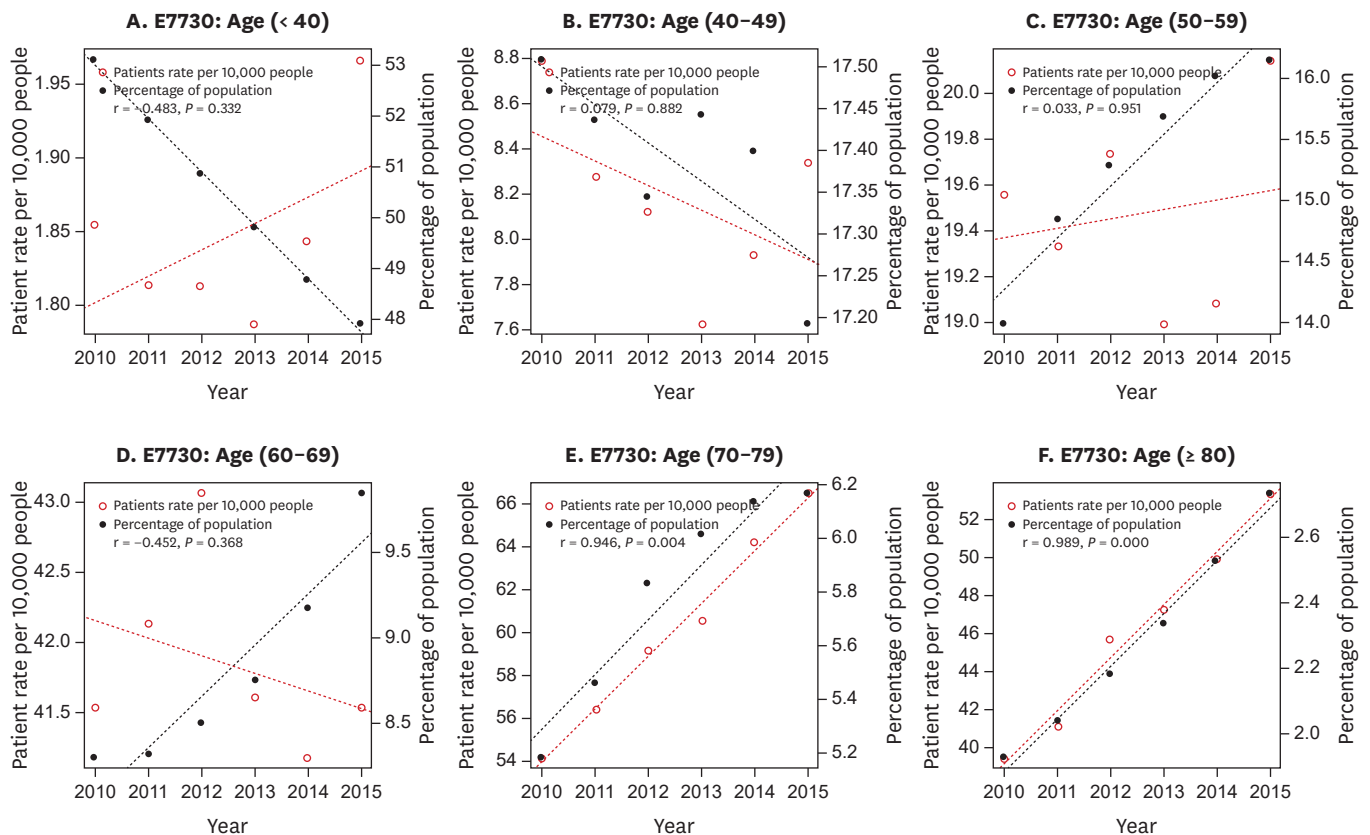 A. E7730: Age (< 40)
Patient rate per 10,000 people
1.95
1.90
1.85
1.80
Patients rate per 10,000 people
Percentage of population
r = −0.483, P = 0.332
53
52
51
50
49
48
Percentage of population
2010 2011 2012 2013 2014 2015
Year
B. E7730: Age (40–49)
Patient rate per 10,000 people
8.8
8.6
8.4
8.2
8.0
7.8
7.6
Patients rate per 10,000 people
Percentage of population
r = 0.079, P = 0.882
17.50
17.45
17.40
17.35
17.30
17.25
17.20
Percentage of population
2010 2011 2012 2013 2014 2015
Year
C. E7730: Age (50–59)
Patient rate per 10,000 people
20.0
19.8
19.6
19.4
19.2
19.0
Patients rate per 10,000 people
Percentage of population
r = 0.033, P = 0.951
16.0
15.5
15.0
14.5
14.0
Percentage of population
2010 2011 2012 2013 2014 2015
Year
D. E7730: Age (60–69)
Patient rate per 10,000 people
43.0
42.5
42.0
41.5
Patients rate per 10,000 people
Percentage of population
r = −0.452, P = 0.368
9.5
9.0
8.5
Percentage of population
2010 2011 2012 2013 2014 2015
Year
E. E7730: Age (70–79)
Patient rate per 10,000 people
66
64
62
60
58
56
54
Patients rate per 10,000 people
Percentage of population
r = 0.946, P = 0.004
6.2
6.0
5.8
5.6
5.4
5.2
Percentage of population
2010 2011 2012 2013 2014 2015
Year
F. E7730: Age (≥ 80)
Patient rate per 10,000 people
52
50
48
46
44
42
40
Patients rate per 10,000 people
Percentage of population
r = 0.989, P = 0.000
2.6
2.4
2.2
2.0
Percentage of population
2010 2011 2012 2013 2014 2015
Year